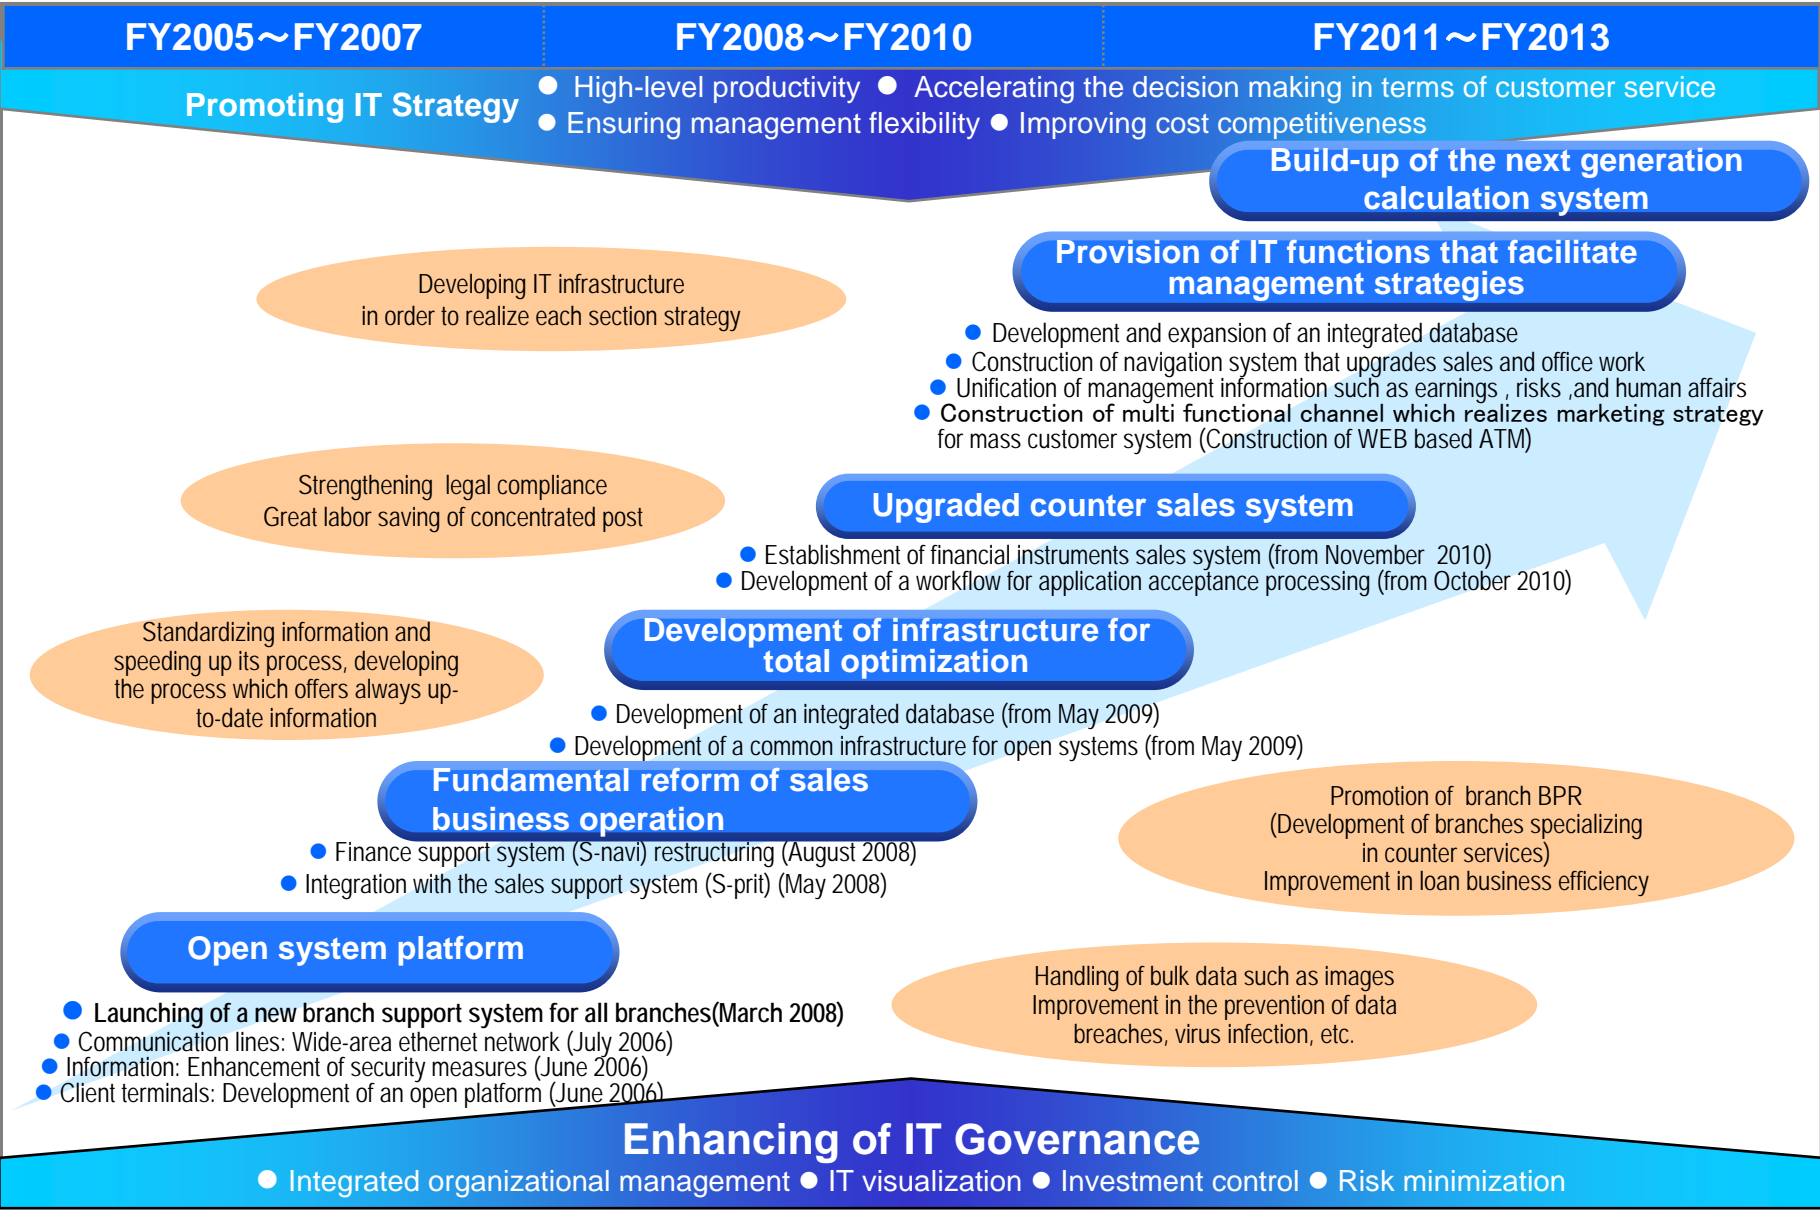 FY2005～FY2007
FY2008～FY2010
FY2011～FY2013
Promoting IT Strategy
● High-level productivity ● Accelerating the decision making in terms of customer service
● Ensuring management flexibility ● Improving cost competitiveness
Build-up of the next generation
calculation system
Provision of IT functions that facilitate
management strategies
Developing IT infrastructure
in order to realize each section strategy
● Development and expansion of an integrated database
● Construction of navigation system that upgrades sales and office work
● Unification of management information such as earnings , risks ,and human affairs
● Construction of multi functional channel which realizes marketing strategy
for mass customer system (Construction of WEB based ATM)
Strengthening legal compliance
Great labor saving of concentrated post
Upgraded counter sales system
● Establishment of financial instruments sales system (from November 2010)
● Development of a workflow for application acceptance processing (from October 2010)
Standardizing information and
speeding up its process, developing
the process which offers always up-
to-date information
Development of infrastructure for
total optimization
● Development of an integrated database (from May 2009)
● Development of a common infrastructure for open systems (from May 2009)
Fundamental reform of sales
business operation
● Finance support system (S-navi) restructuring (August 2008)
● Integration with the sales support system (S-prit) (May 2008)
Promotion of branch BPR
(Development of branches specializing
in counter services)
Improvement in loan business efficiency
Open system platform
● Launching of a new branch support system for all branches(March 2008)
● Communication lines: Wide-area ethernet network (July 2006)
● Information: Enhancement of security measures (June 2006)
● Client terminals: Development of an open platform (June 2006)
Handling of bulk data such as images
Improvement in the prevention of data
breaches, virus infection, etc.
Enhancing of IT Governance
● Integrated organizational management ● IT visualization ● Investment control ● Risk minimization